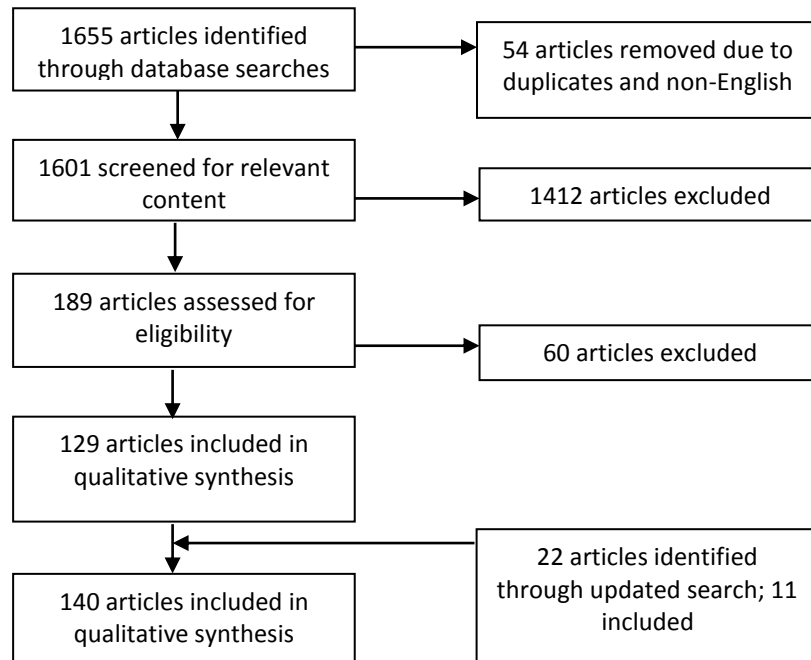 1655 articles identified
through database searches
54 articles removed due to
duplicates and non-English
1601 screened for relevant
content
1412 articles excluded
189 articles assessed for
eligibility
60 articles excluded
129 articles included in
qualitative synthesis
22 articles identified
through updated search; 11
included
140 articles included in
qualitative synthesis